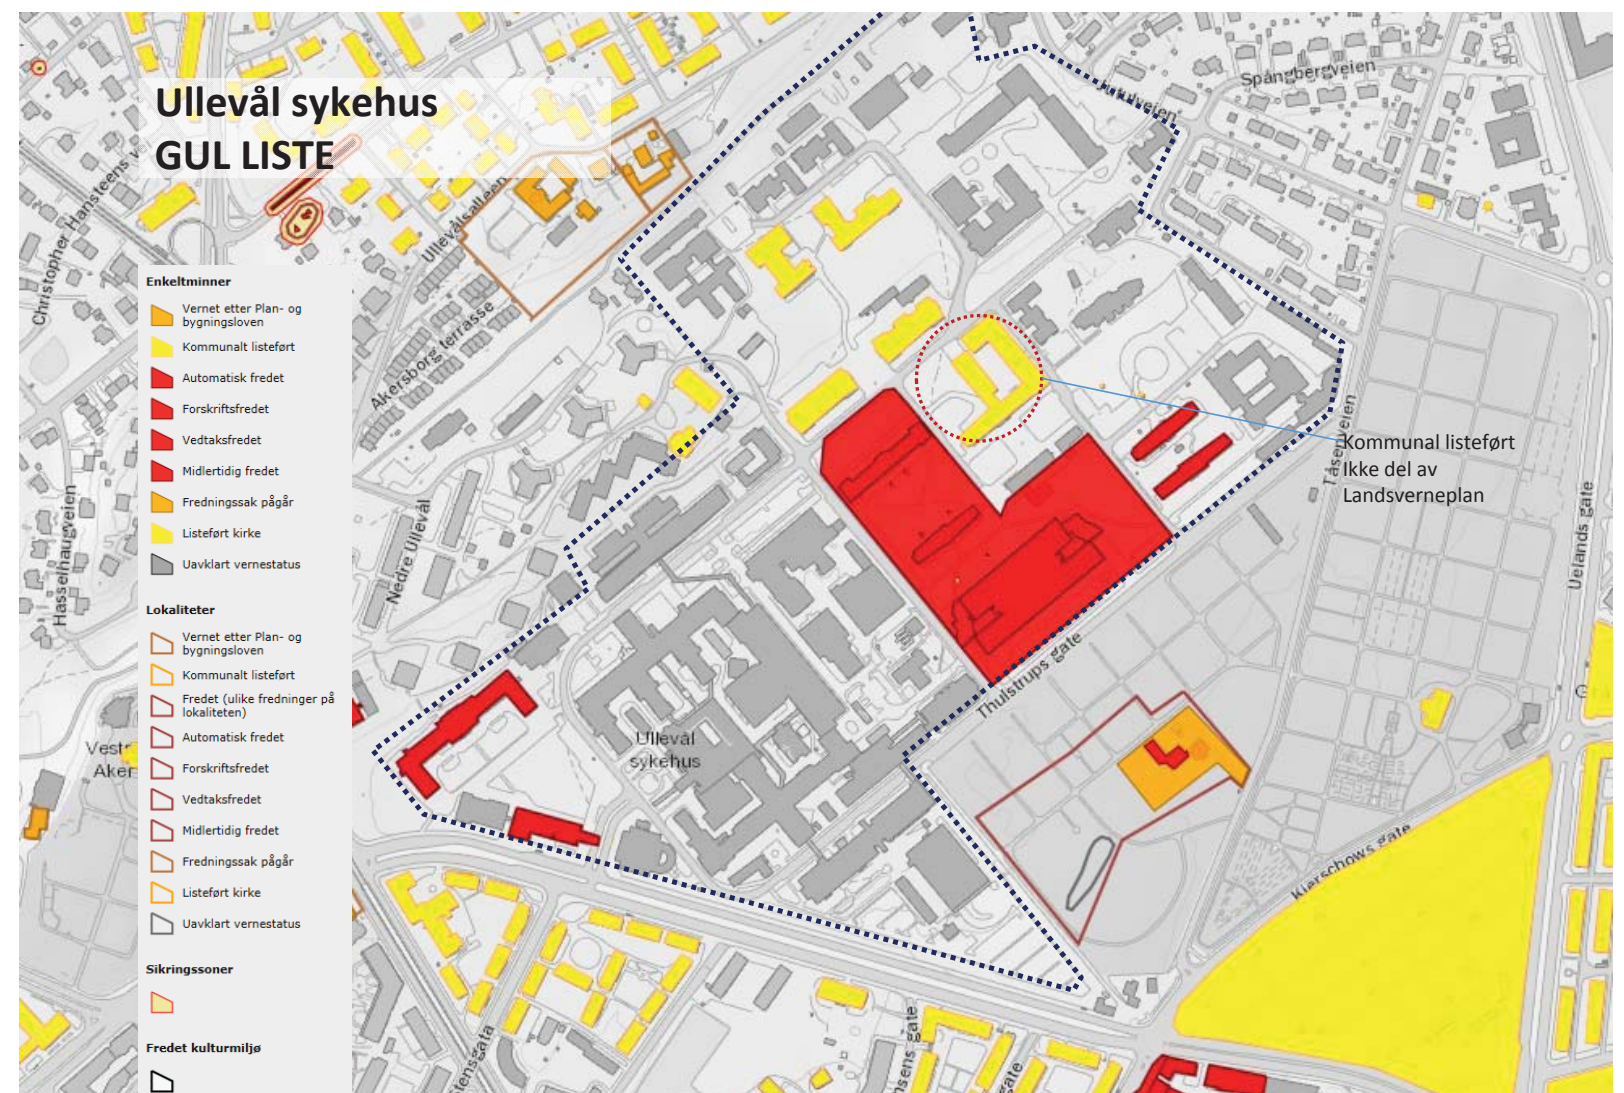 Ullevål sykehus
GUL LISTE
Enkeltminner
Vernet etter Plan- og
bygningsloven
Kommunalt listeført
Automatisk fredet
Forskriftsfredet
Vedtaksfredet
Midlertidig fredet
Fredningssak pågår
Listeført kirke
Uavklart vernestatus
Lokaliteter
Vernet etter Plan- og
bygningsloven
Kommunalt listeført
Fredet (ulike fredninger på
lokaliteten)
Automatisk fredet
Forskriftsfredet
Vedtaksfredet
Midlertidig fredet
Fredningssak pågår
Listeført kirke
Uavklart vernestatus
Sikringssoner
Fredet kulturmiljø
Christopher Hansteens v
Hasselhaugveien
Aker
Ullevålsalleen
Akersborg terrasse
Nedre Ullevål
Ullevål
sykehus
Jutulveien
Spångbergveien
Tåsenveien
Kommunal listeført
Ikke del av
Landsverneplan
Uelands gate
Thulstrups gate
Kierschows gate